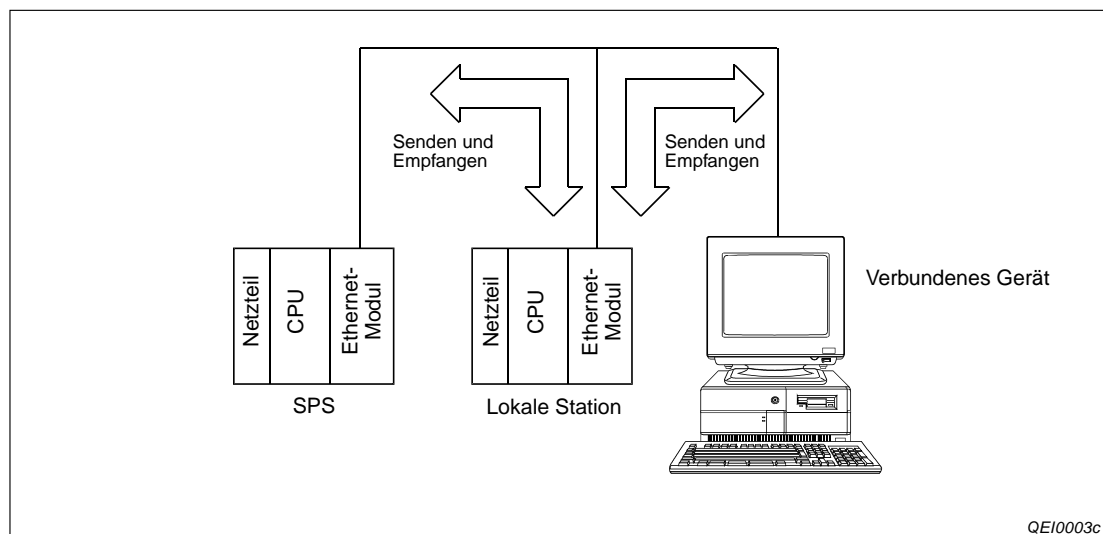 Senden und
Empfangen
Senden und
Empfangen
Netzteil
CPU
Ethernet-
Modul
SPS
Netzteil
CPU
Ethernet-
Modul
Lokale Station
Verbundenes Gerät
QEI0003c